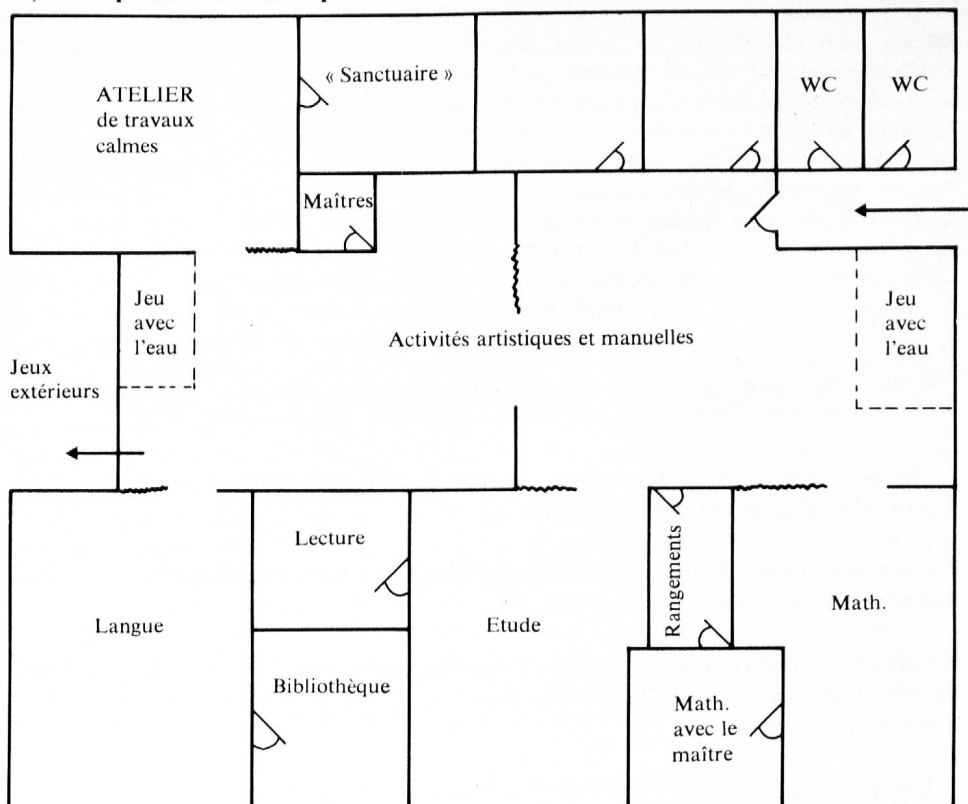 « Sanctuaire »
WC
WC
ATELIER
de travaux
calmes
Maîtres
Jeu
avec
l'eau
Jeu
avec
l'eau
Activités artistiques et manuelles
Jeux
extérieurs
Lecture
Rangements
Langue
Etude
Math.
Bibliothèque
Math.
avec le
maître